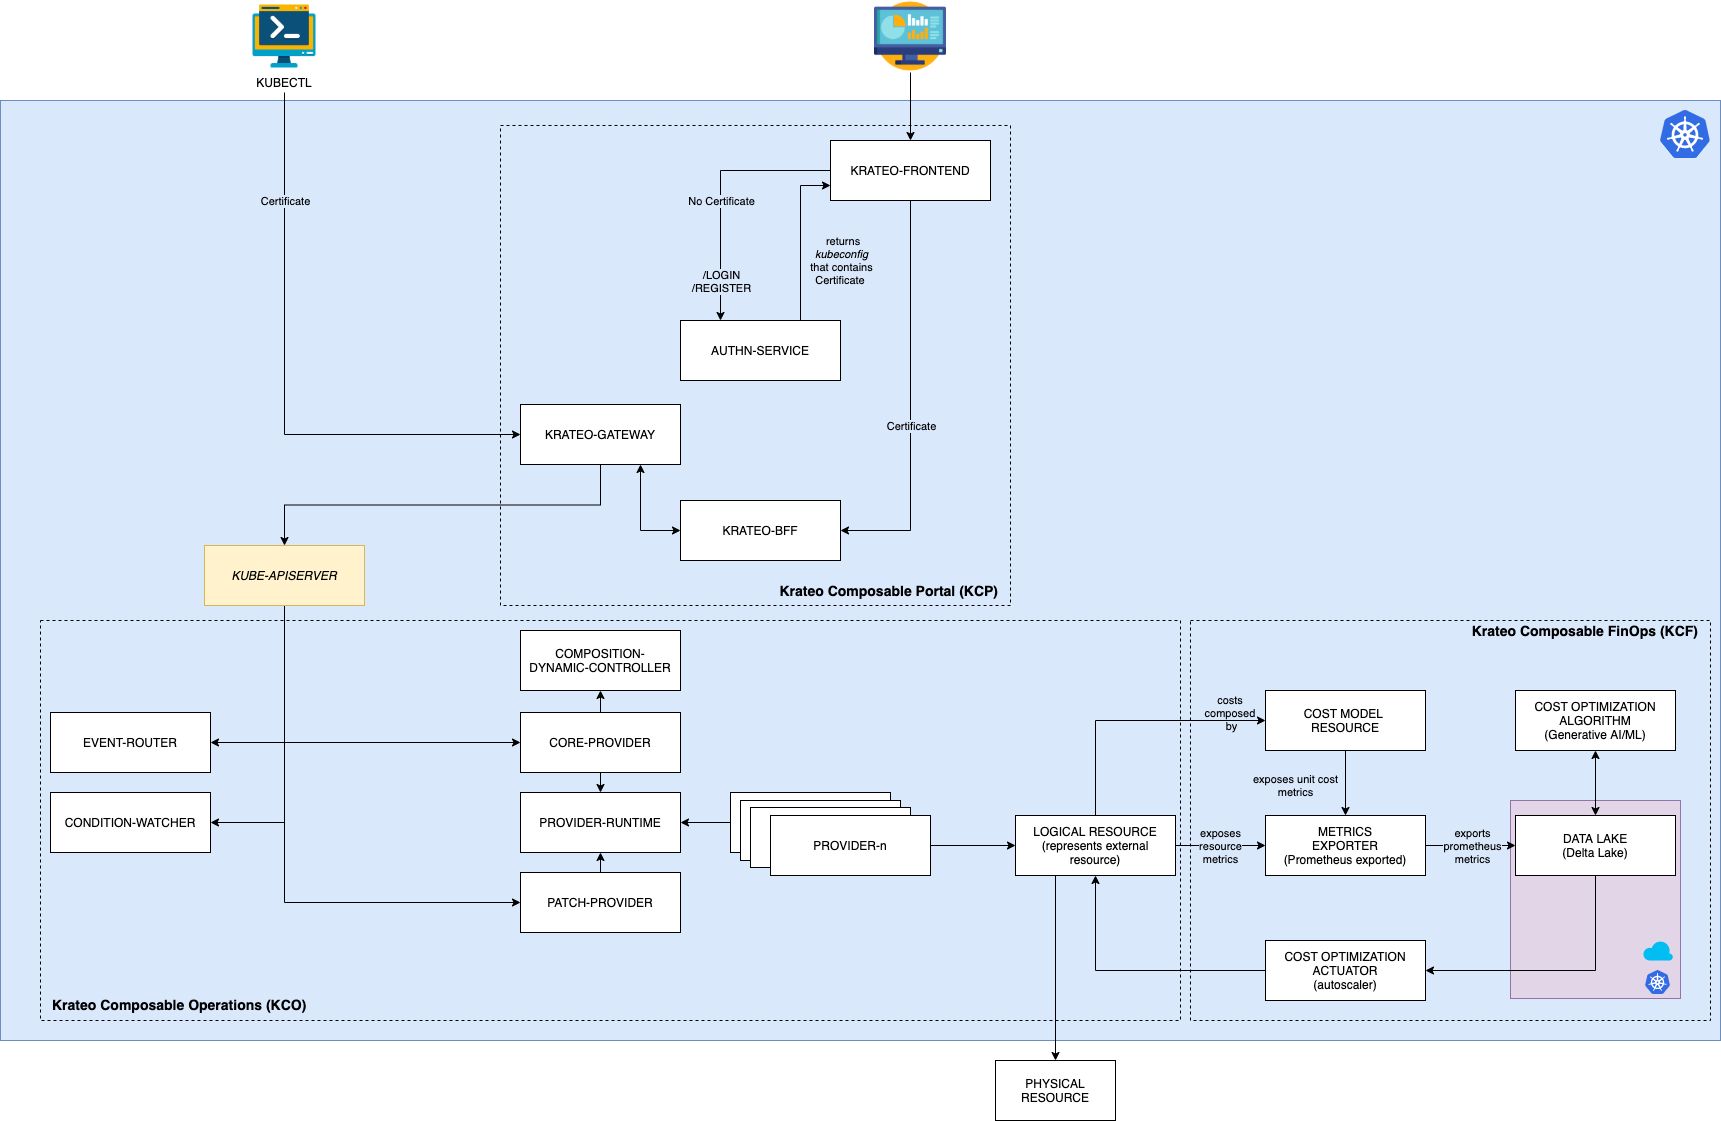 KUBECTL
Certificate
KRATEO-FRONTEND
No Certificate
returns
kubeconfig
that contains
Certificate
/LOGIN
/REGISTER
AUTHN-SERVICE
KRATEO-GATEWAY
Certificate
KRATEO-BFF
KUBE-APISERVER
Krateo Composable Portal (KCP)
COMPOSITION-
DYNAMIC-CONTROLLER
EVENT-ROUTER
CORE-PROVIDER
CONDITION-WATCHER
PROVIDER-RUNTIME
PROVIDER-n
PATCH-PROVIDER
LOGICAL RESOURCE
(represents external
resource)
Krateo Composable Operations (KCO)
Krateo Composable FinOps (KCF)
costs
composed
by
COST MODEL
RESOURCE
COST OPTIMIZATION
ALGORITHM
(Generative AI/ML)
exposes unit cost
metrics
exposes
resource
metrics
METRICS
EXPORTER
(Prometheus exported)
exports
prometheus
metrics
DATA LAKE
(Delta Lake)
COST OPTIMIZATION
ACTUATOR
(autoscaler)
PHYSICAL
RESOURCE